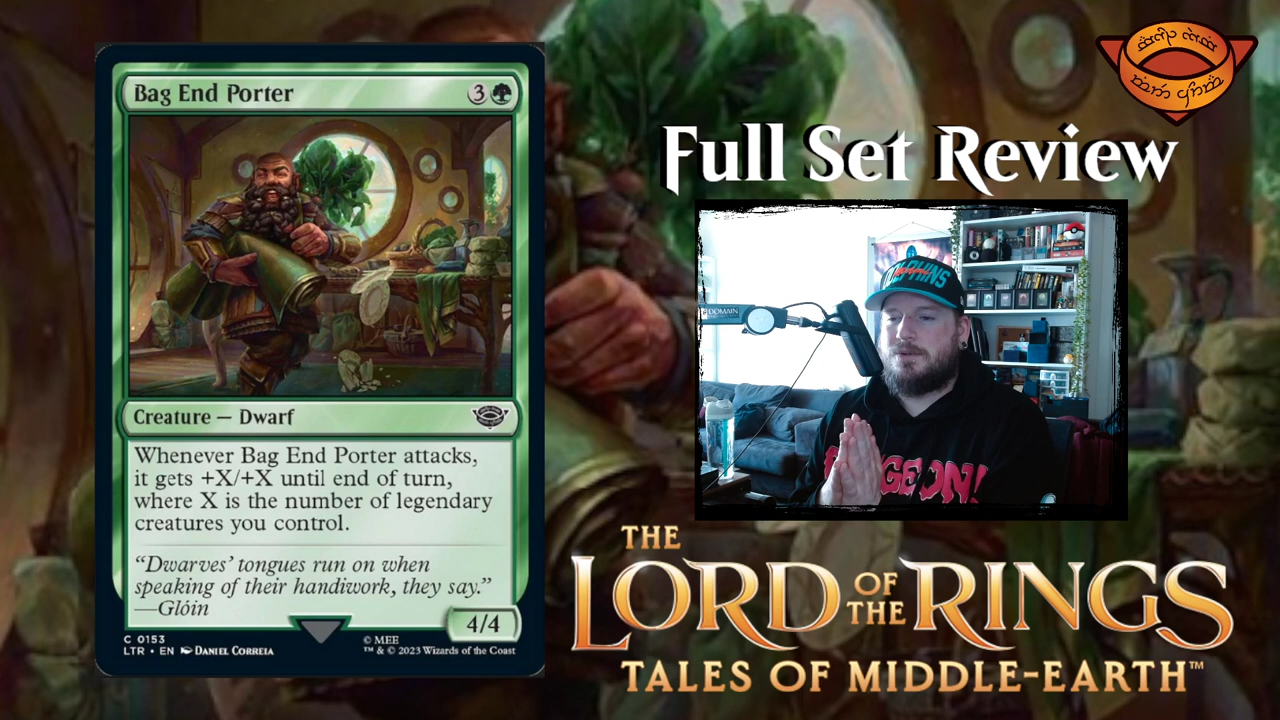 Bag End Porter
3
Creature — Dwarf
Whenever Bag End Porter attacks,
it gets +X/+X until end of turn,
where X is the number of legendary
creatures you control.
“Dwarves’ tongues run on when
speaking of their handiwork, they say.”
—Glóin
4/4
C 0153
LTR • EN Daniel Correia
© MEE
™ & © 2023 Wizards of the Coast
Full Set Review
DOLPHINS
DOMAIN
THE
LORD OF THE RINGS
TALES OF MIDDLE-EARTH™